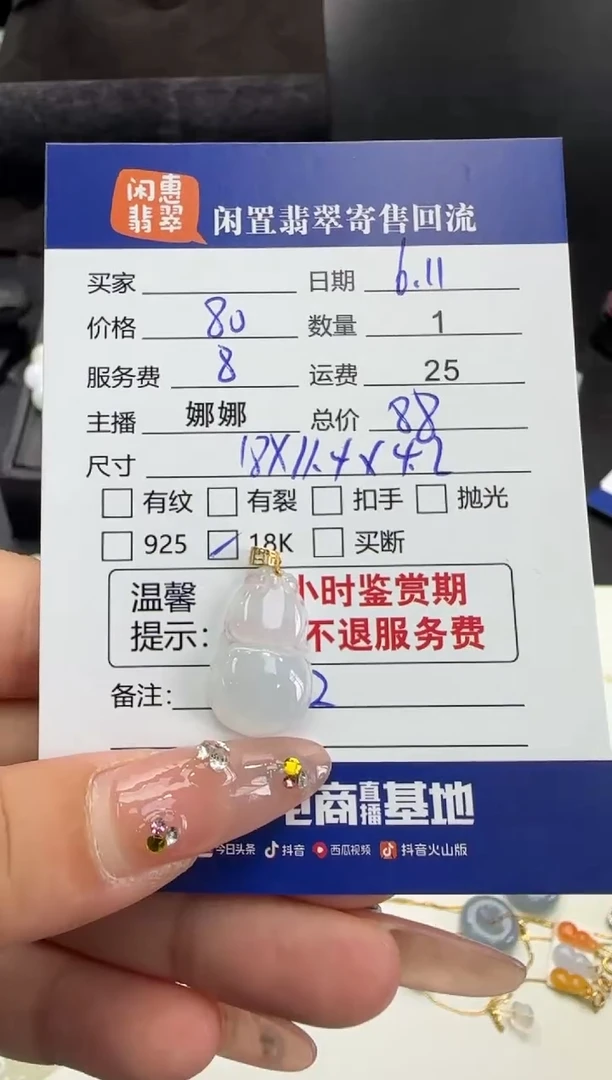 闲惠
翡翠
闲置翡翠寄售回流
买家 日期 6.11
价格 80 数量 1
服务费 8 运费 25
主播 娜娜 总价 88
尺寸 18X11.4X4.2
有纹 有裂 扣手 抛光
925 18K 买断
温馨 小时鉴赏期
提示: 不退服务费
备注: 2
电商直播基地
今日头条 抖音 西瓜视频 抖音火山版